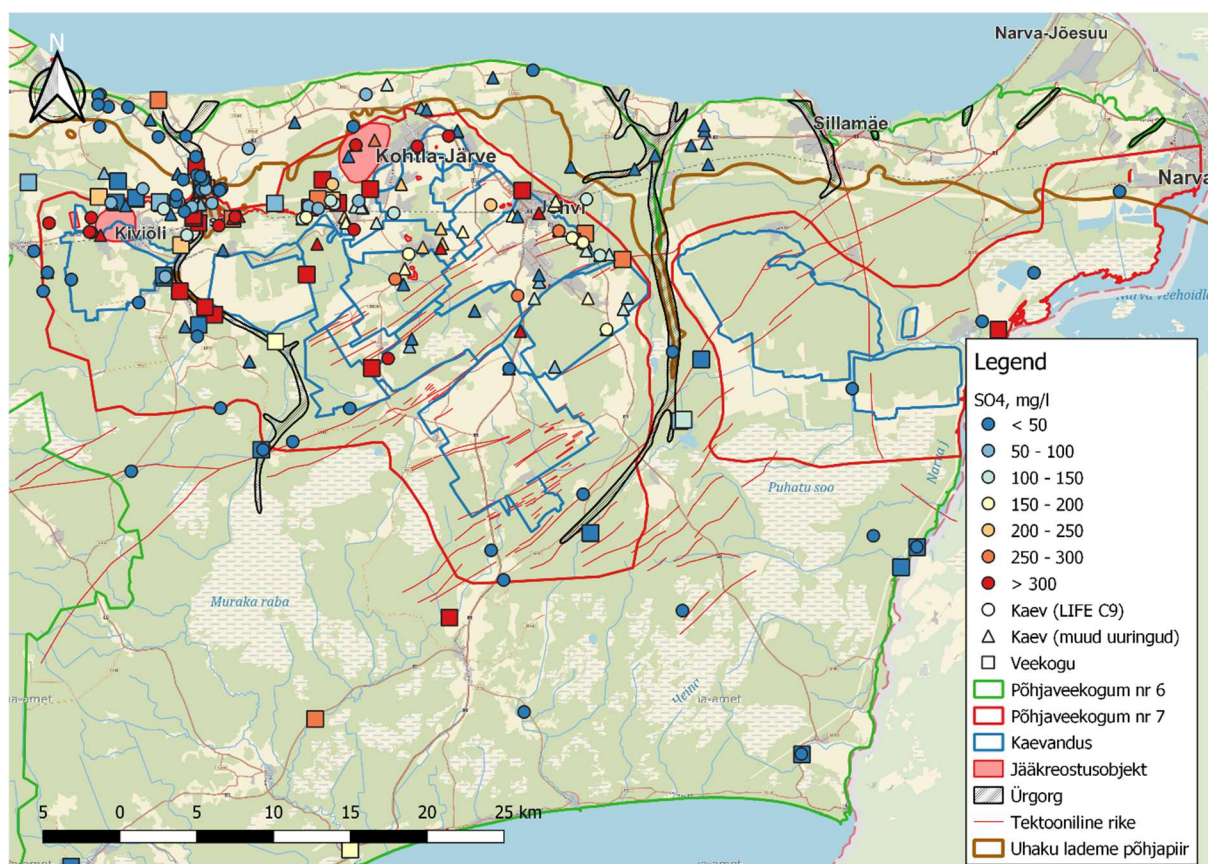 N
Narva-Jõesuu
Sillamäe
Kohtla-Järve
Narva
Jõhvi
Kiviõli
Narva veehoidla
Puhatu soo
Narva j
Muraka raba
5 0 5 10 15 20 25 km
Legend
SO4, mg/l
< 50
50 - 100
100 - 150
150 - 200
200 - 250
250 - 300
> 300
Kaev (LIFE C9)
Kaev (muud uuringud)
Veekogu
Põhjaveekogum nr 6
Põhjaveekogum nr 7
Kaevandus
Jääkreostusobjekt
Ürgorg
Tektooniline rike
Uhaku lademe põhjapiir